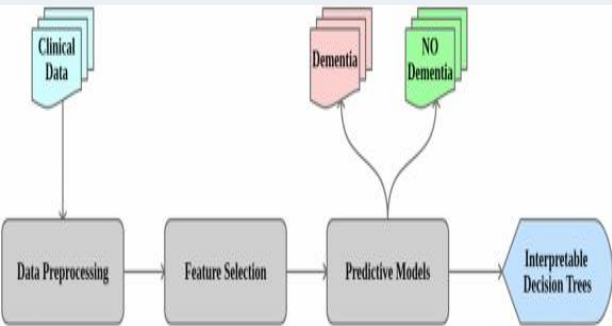 Clinical
Data
Dementia
NO
Dementia
Data Preprocessing
Feature Selection
Predictive Models
Interpretable
Decision Trees